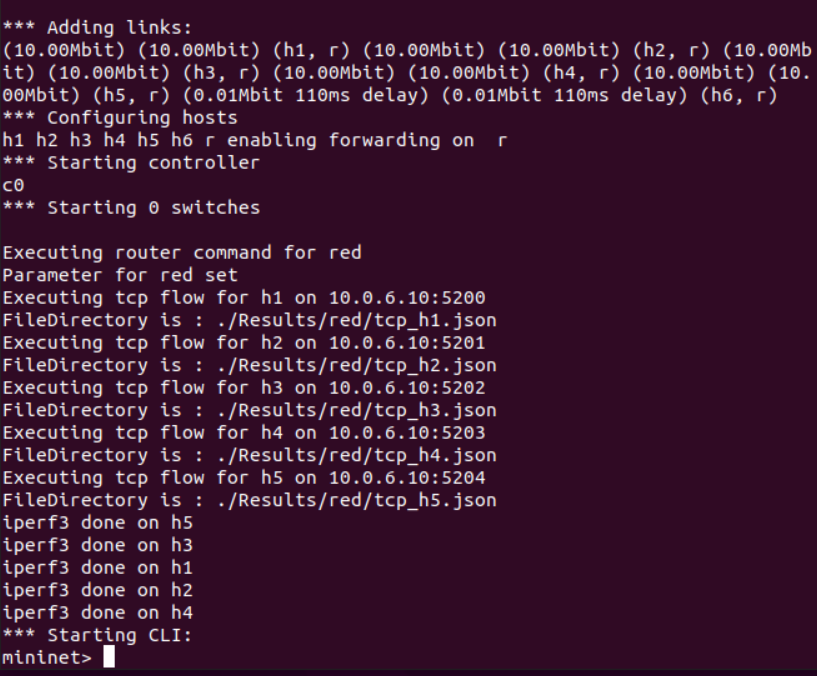 *** Adding links:
(10.00Mbit) (10.00Mbit) (h1, r) (10.00Mbit) (10.00Mbit) (h2, r) (10.00Mb
it) (10.00Mbit) (h3, r) (10.00Mbit) (10.00Mbit) (h4, r) (10.00Mbit) (10.
00Mbit) (h5, r) (0.01Mbit 110ms delay) (0.01Mbit 110ms delay) (h6, r)
*** Configuring hosts
h1 h2 h3 h4 h5 h6 r enabling forwarding on  r
*** Starting controller
c0
*** Starting 0 switches
Executing router command for red
Parameter for red set
Executing tcp flow for h1 on 10.0.6.10:5200
FileDirectory is : ./Results/red/tcp_h1.json
Executing tcp flow for h2 on 10.0.6.10:5201
FileDirectory is : ./Results/red/tcp_h2.json
Executing tcp flow for h3 on 10.0.6.10:5202
FileDirectory is : ./Results/red/tcp_h3.json
Executing tcp flow for h4 on 10.0.6.10:5203
FileDirectory is : ./Results/red/tcp_h4.json
Executing tcp flow for h5 on 10.0.6.10:5204
FileDirectory is : ./Results/red/tcp_h5.json
iperf3 done on h5
iperf3 done on h3
iperf3 done on h1
iperf3 done on h2
iperf3 done on h4
*** Starting CLI:
mininet>